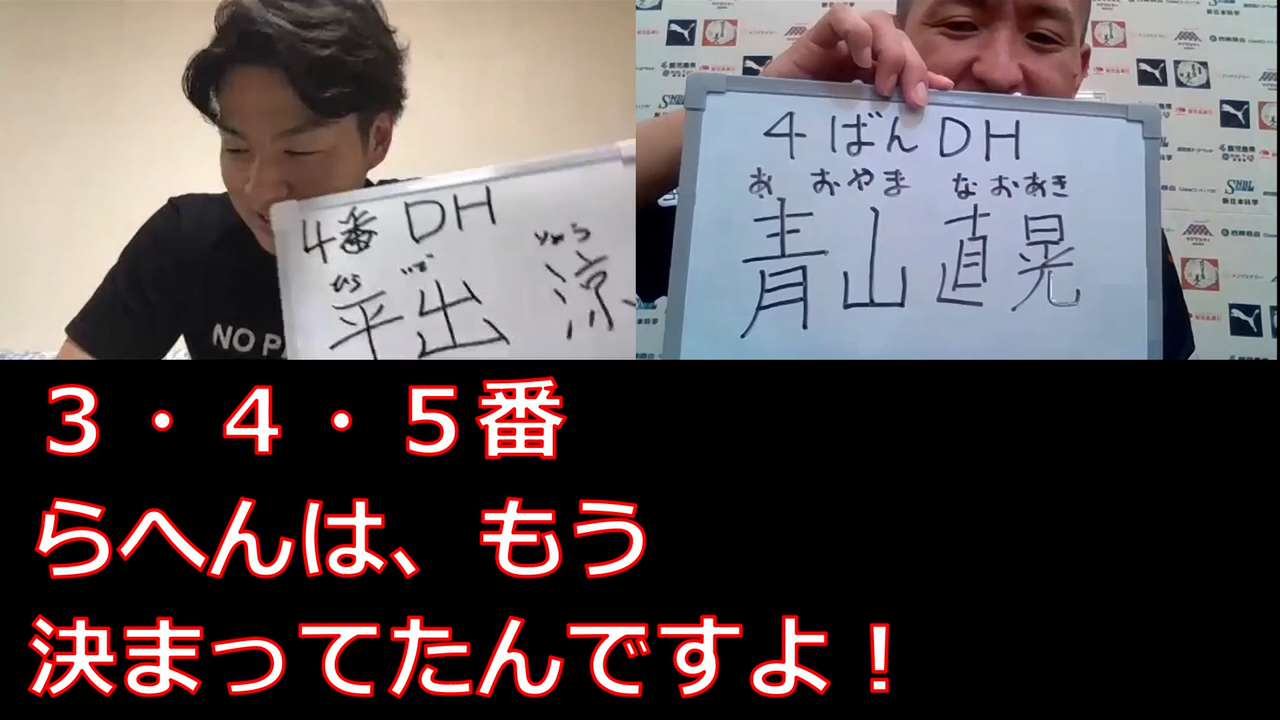 4番 DH
ひら いで りょう
平出 涼
NO P
4ばん DH
あおやま なおあき
青山 直晃
3・4・5番
らへんは、もう
決まってたんですよ！